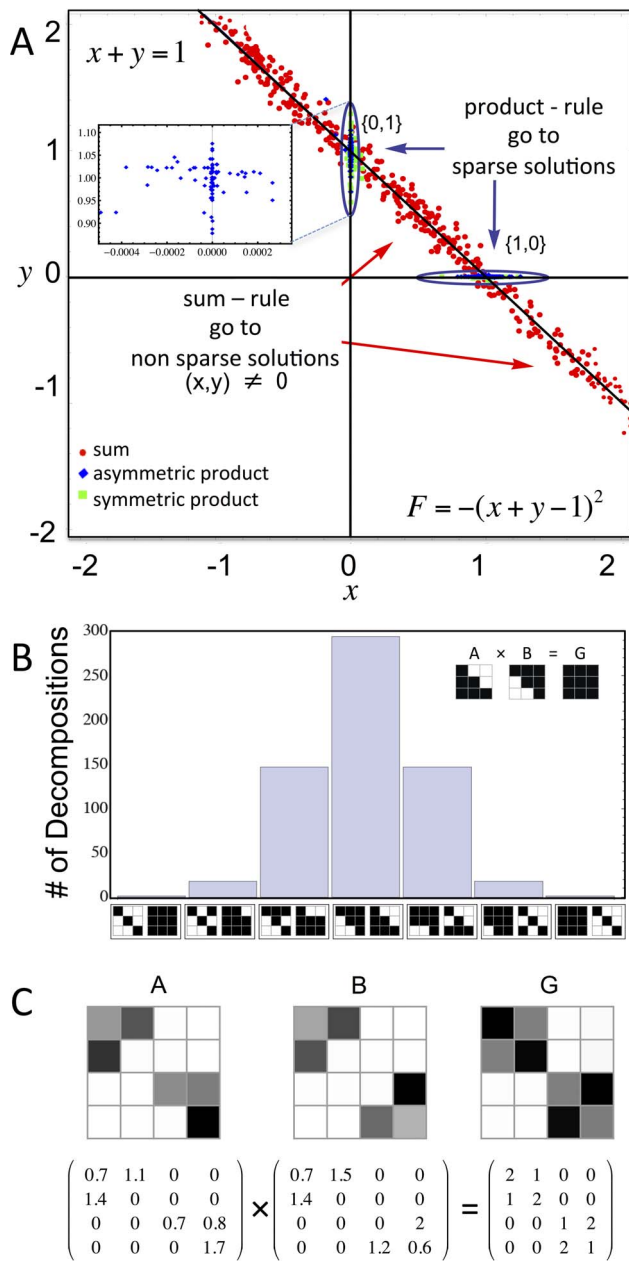 A
x + y = 1
2
1
0
-1
-2
y
1.10
1.05
1.00
0.95
0.90
-0.0004 -0.0002 0.0000 0.0002
{0,1}
product - rule
go to
sparse solutions
{1,0}
sum – rule
go to
non sparse solutions
(x,y) ≠ 0
sum
asymmetric product
symmetric product
F = -(x + y - 1)²
-2 -1 0 1 2
x
B
# of Decompositions
300
250
200
150
100
50
0
A × B = G
C
A B G
0.7 1.1 0 0
1.4 0 0 0
0 0 0.7 0.8
0 0 0 1.7
×
0.7 1.5 0 0
1.4 0 0 0
0 0 0 2
0 0 1.2 0.6
=
2 1 0 0
1 2 0 0
0 0 1 2
0 0 2 1